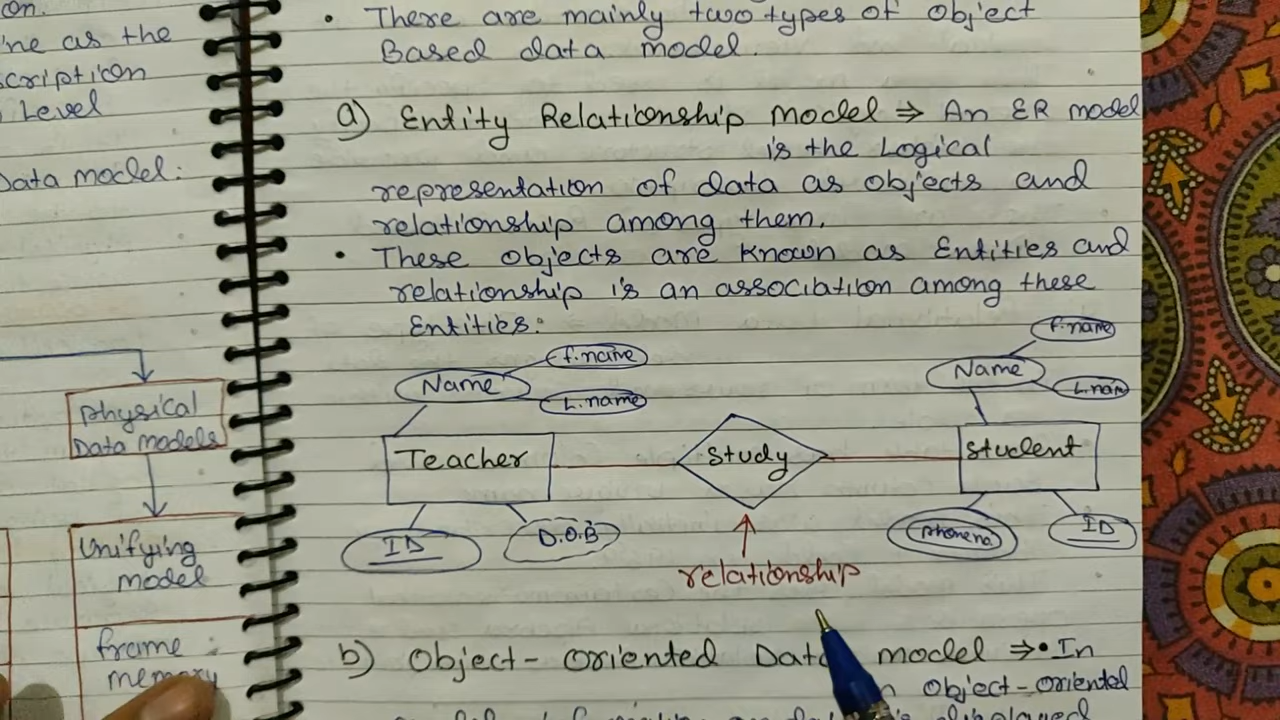 on.
ine as the
scription
Level
Data model:
Physical
Data models
Unifying
model
frame
memory
• There are mainly two types of Object
Based data model.
a) Entity Relationship Model ⇒ An ER model
is the Logical
representation of data as objects and
relationship among them.
• These objects are known as Entities and
relationship is an association among these
Entities:
f.name
Name
L.name
Teacher
ID
D.O.B
Study
relationship
f.name
Name
L.nam
Student
Phone no
ID
b) Object-oriented Data model ⇒ • In
an object-oriented